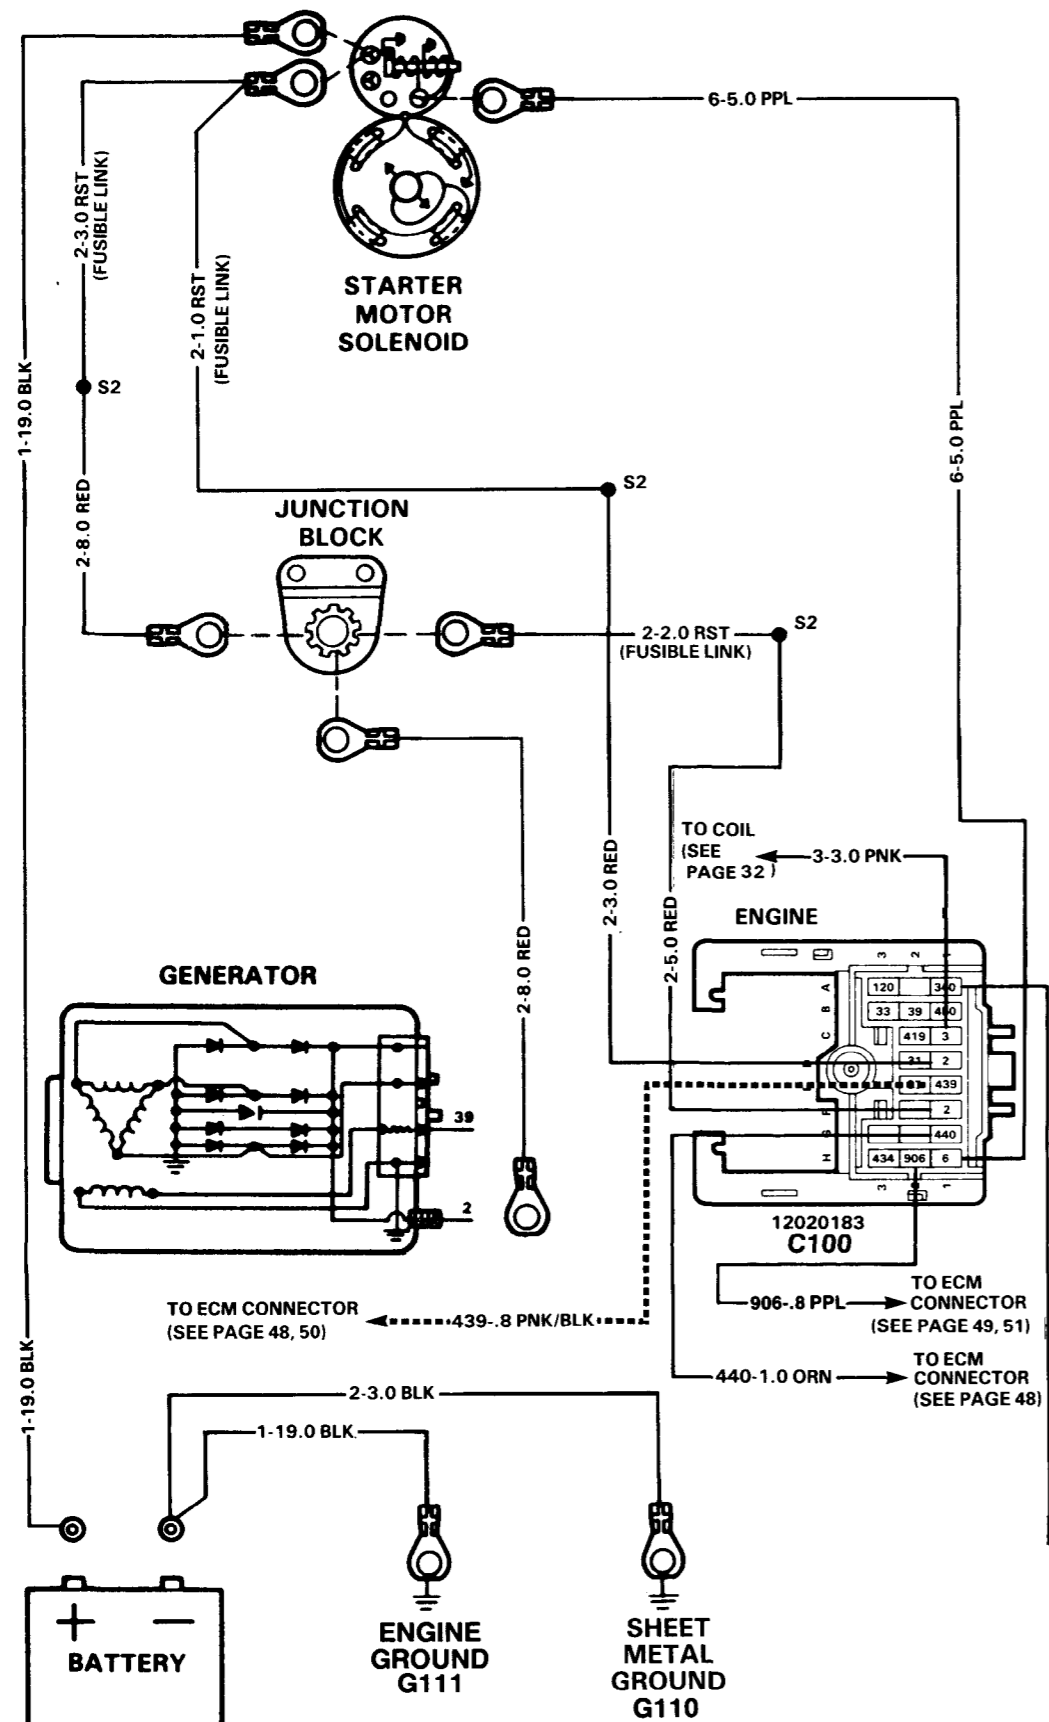 6-5.0 PPL
2-3.0 RST
(FUSIBLE LINK)
2-1.0 RST
(FUSIBLE LINK)
STARTER
MOTOR
SOLENOID
1-19.0 BLK
S2
6-5.0 PPL
S2
2-8.0 RED
JUNCTION
BLOCK
2-2.0 RST
(FUSIBLE LINK)
S2
TO COIL
(SEE
PAGE 32)
3-3.0 PNK
2-3.0 RED
2-5.0 RED
2-8.0 RED
ENGINE
GENERATOR
3 2 1
A 120 340
B 33 39 450
C 419 3
31 2
439
F 2
G 440
H 434 906 6
3 1
39
2
12020183
C100
906-.8 PPL
TO ECM
CONNECTOR
(SEE PAGE 49, 51)
TO ECM CONNECTOR
(SEE PAGE 48, 50)
439-.8 PNK/BLK
440-1.0 ORN
TO ECM
CONNECTOR
(SEE PAGE 48)
1-19.0 BLK
2-3.0 BLK
1-19.0 BLK
+ −
BATTERY
ENGINE
GROUND
G111
SHEET
METAL
GROUND
G110